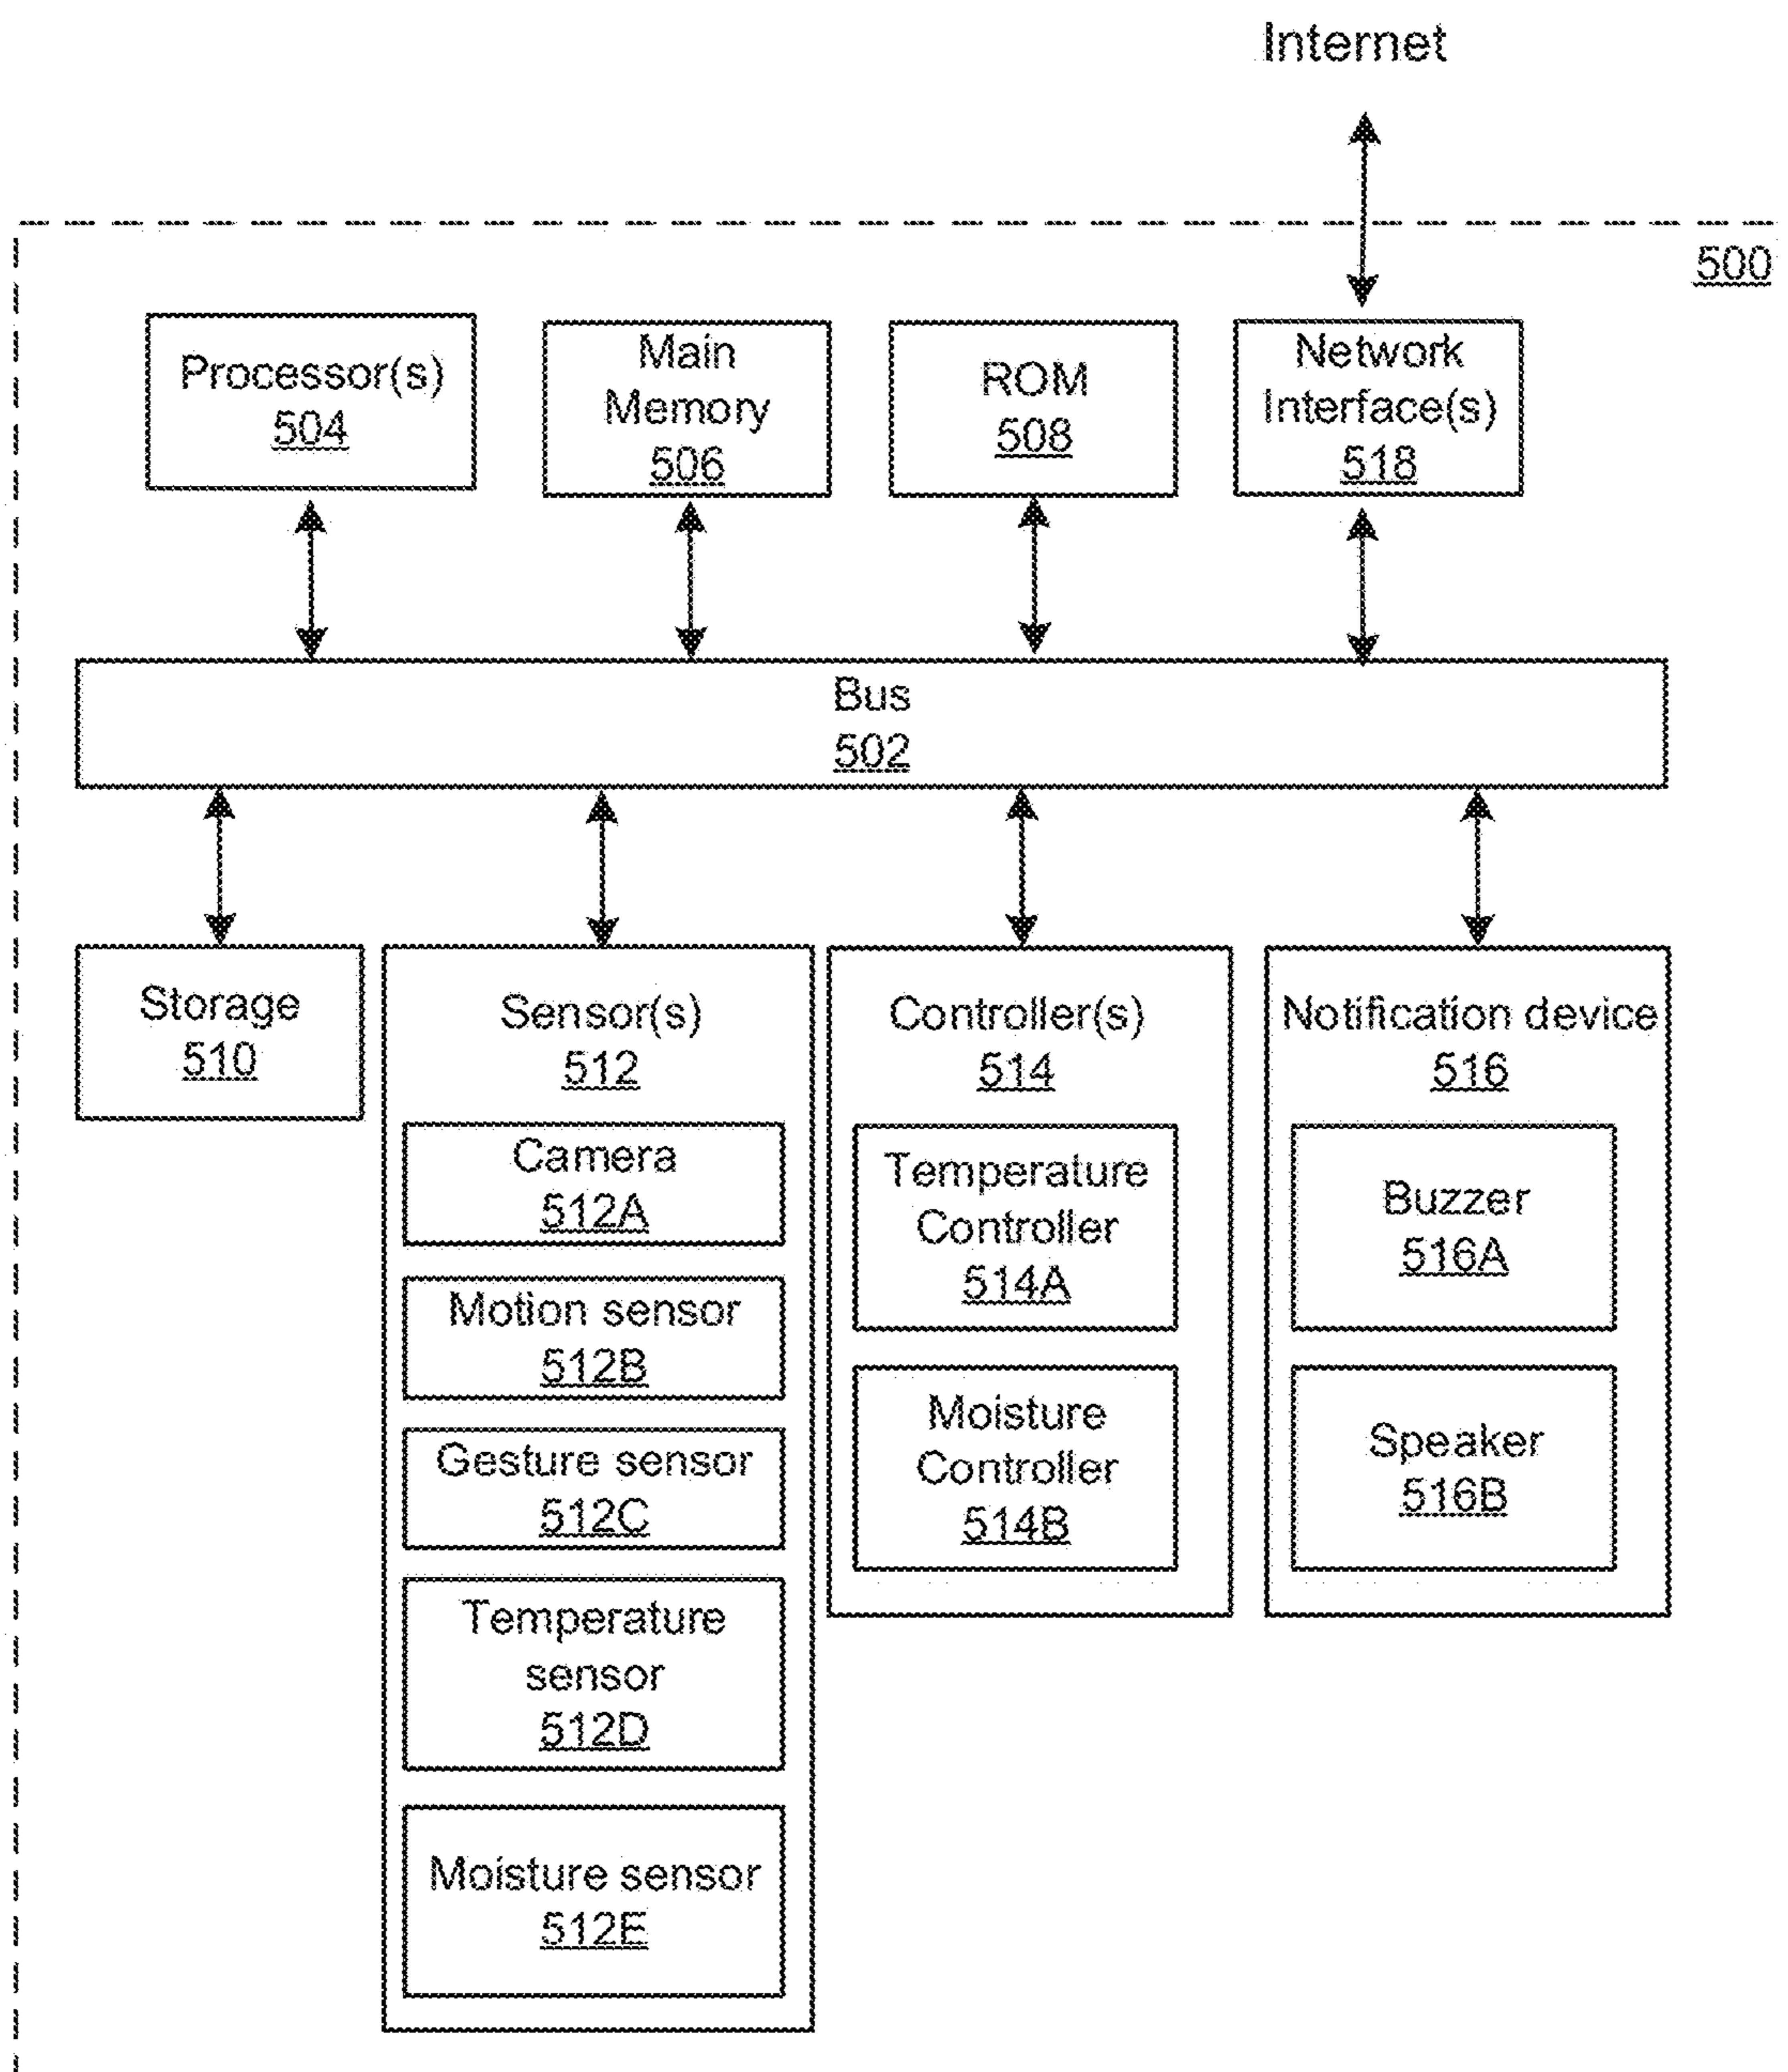 Internet
500
Processor(s)
504
Main
Memory
506
ROM
508
Network
Interface(s)
518
Bus
502
Storage
510
Sensor(s)
512
Camera
512A
Motion sensor
512B
Gesture sensor
512C
Temperature
sensor
512D
Moisture sensor
512E
Controller(s)
514
Temperature
Controller
514A
Moisture
Controller
514B
Notification device
516
Buzzer
516A
Speaker
516B